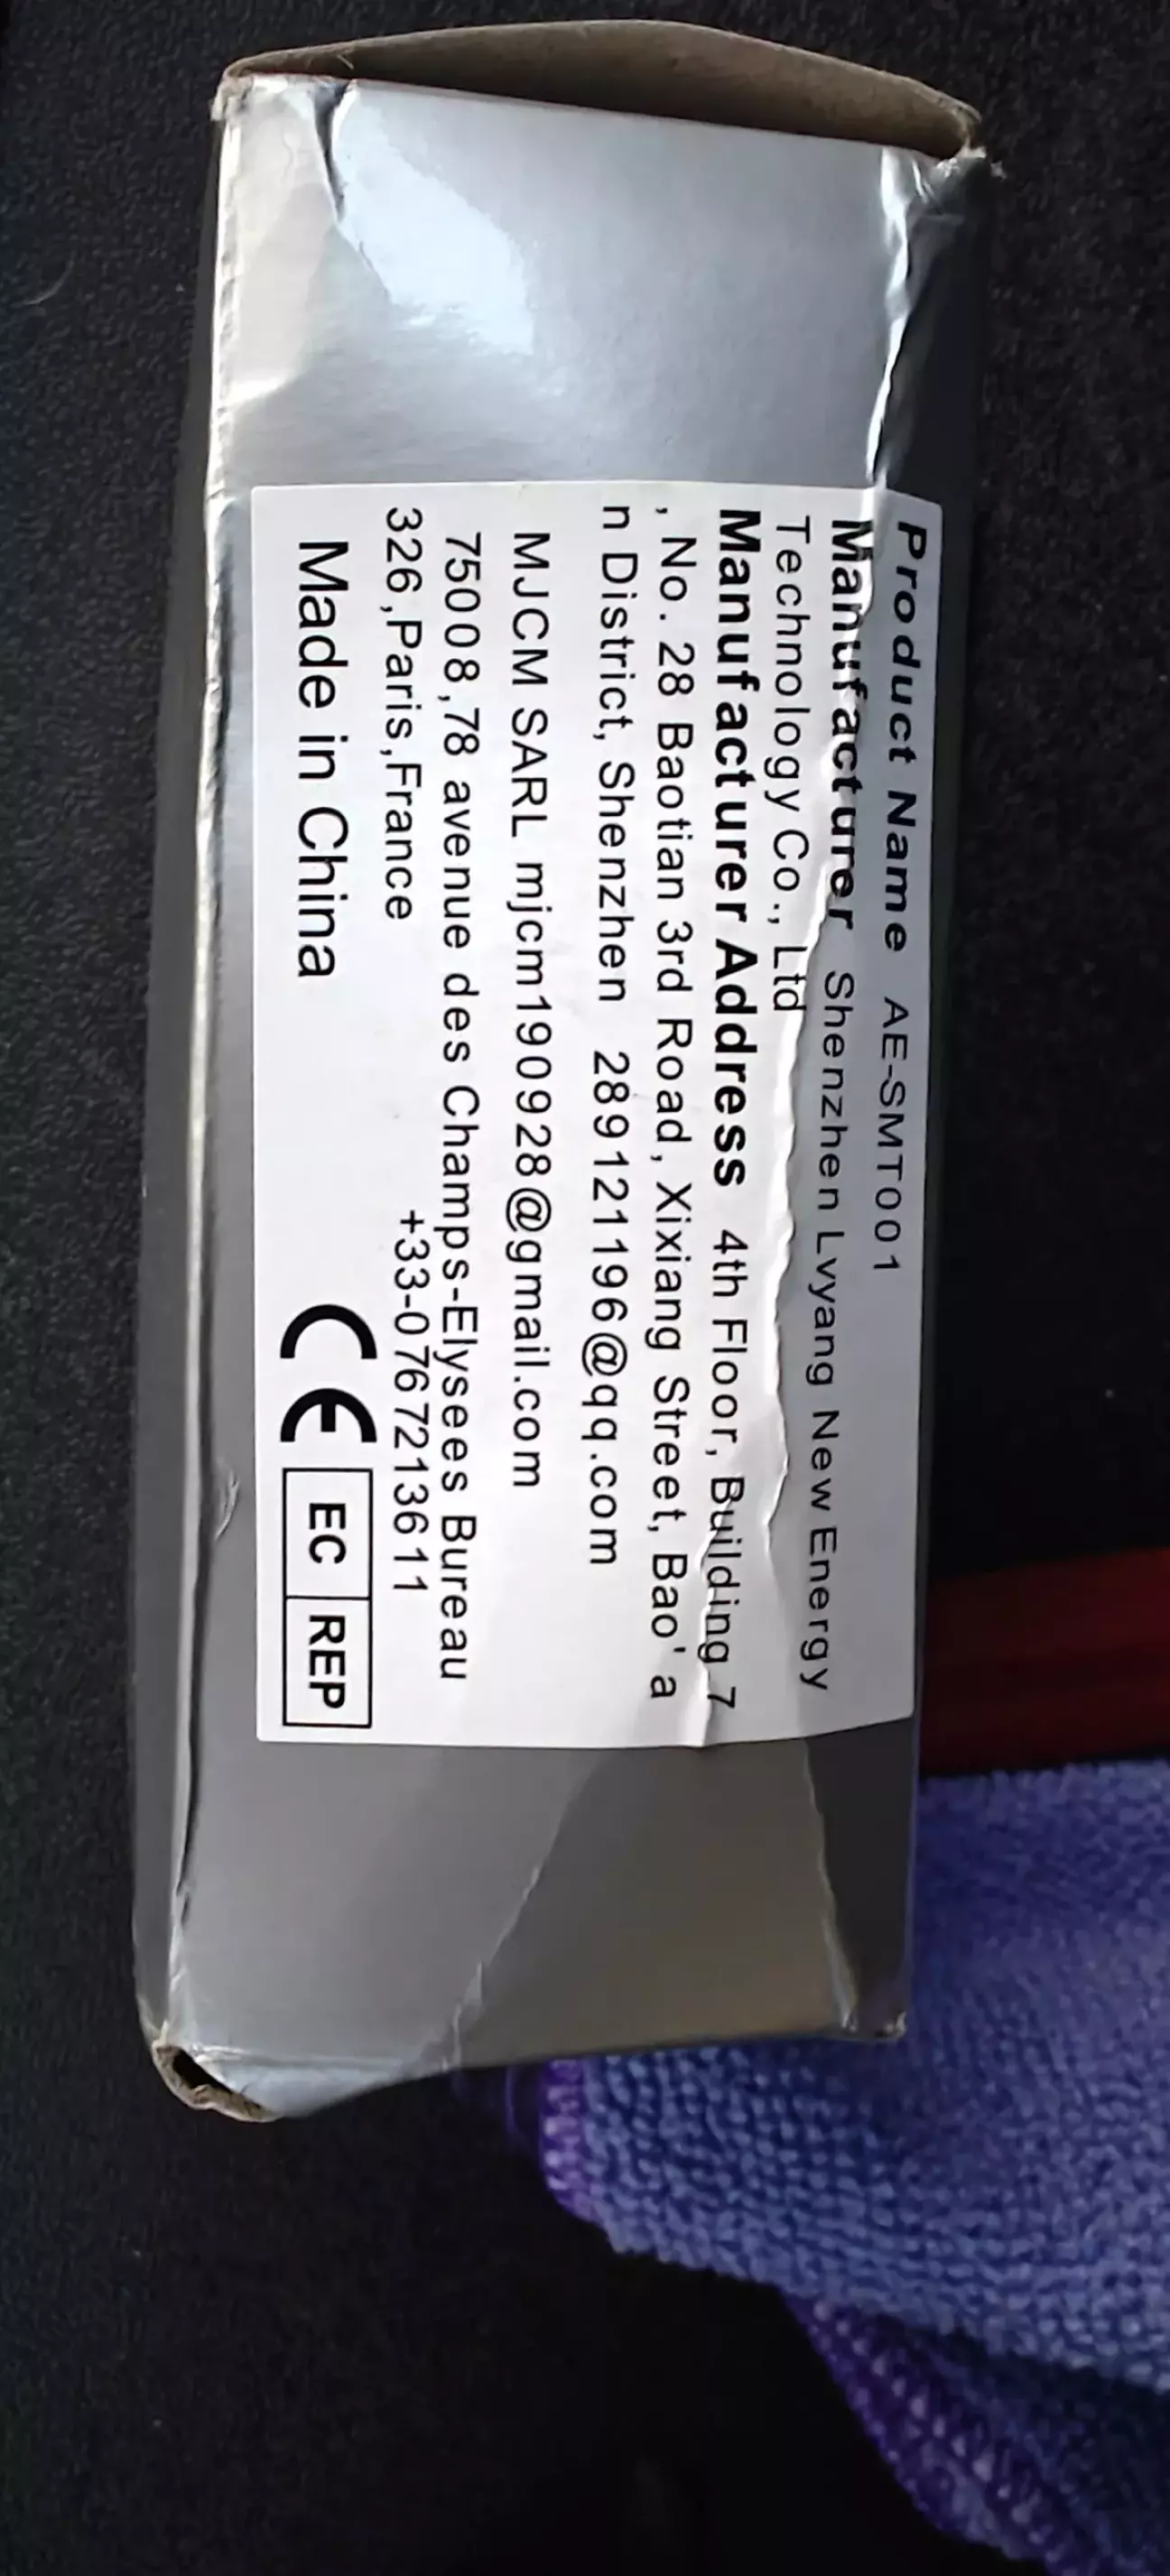 Product Name AE-SMT001
Manufacturer Shenzhen Lvyang New Energy
Technology Co., Ltd
Manufacturer Address 4th Floor, Building 7
, No. 28 Baotian 3rd Road, Xixiang Street, Bao' a
n District, Shenzhen 2891211196@qq.com
MJCM SARL mjcm190928@gmail.com
75008,78 avenue des Champs-Elysees Bureau
326,Paris,France +33-0767213611
Made in China CE EC REP